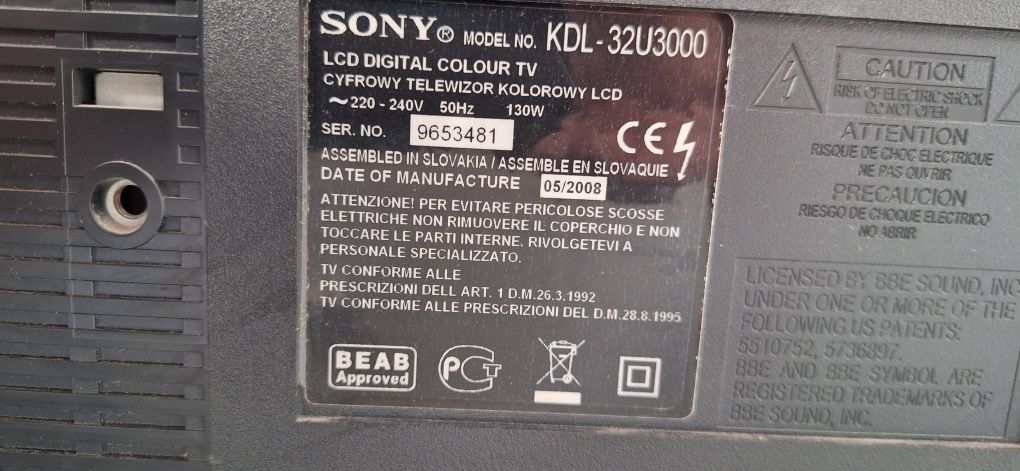 SONY® MODEL NO. KDL-32U3000
LCD DIGITAL COLOUR TV
CYFROWY TELEWIZOR KOLOROWY LCD
~220 - 240V 50Hz 130W
SER. NO. 9653481
CE
ASSEMBLED IN SLOVAKIA / ASSEMBLE EN SLOVAQUIE
DATE OF MANUFACTURE 05/2008
ATTENZIONE! PER EVITARE PERICOLOSE SCOSSE
ELETTRICHE NON RIMUOVERE IL COPERCHIO E NON
TOCCARE LE PARTI INTERNE. RIVOLGETEVI A
PERSONALE SPECIALIZZATO.
TV CONFORME ALLE
PRESCRIZIONI DELL ART. 1 D.M.26.3.1992
TV CONFORME ALLE PRESCRIZIONI DEL D.M.28.8.1995
BEAB
Approved
PCT
CAUTION
RISK OF ELECTRIC SHOCK
DO NOT OPEN
ATTENTION
RISQUE DE CHOC ELECTRIQUE
NE PAS OUVRIR
PRECAUCION
RIESGO DE CHOQUE ELECTRICO
NO ABRIR
LICENSED BY BBE SOUND, INC
UNDER ONE OR MORE OF THE
FOLLOWING US PATENTS:
5510752, 5736897.
BBE AND BBE SYMBOL ARE
REGISTERED TRADEMARKS OF
BBE SOUND, INC.